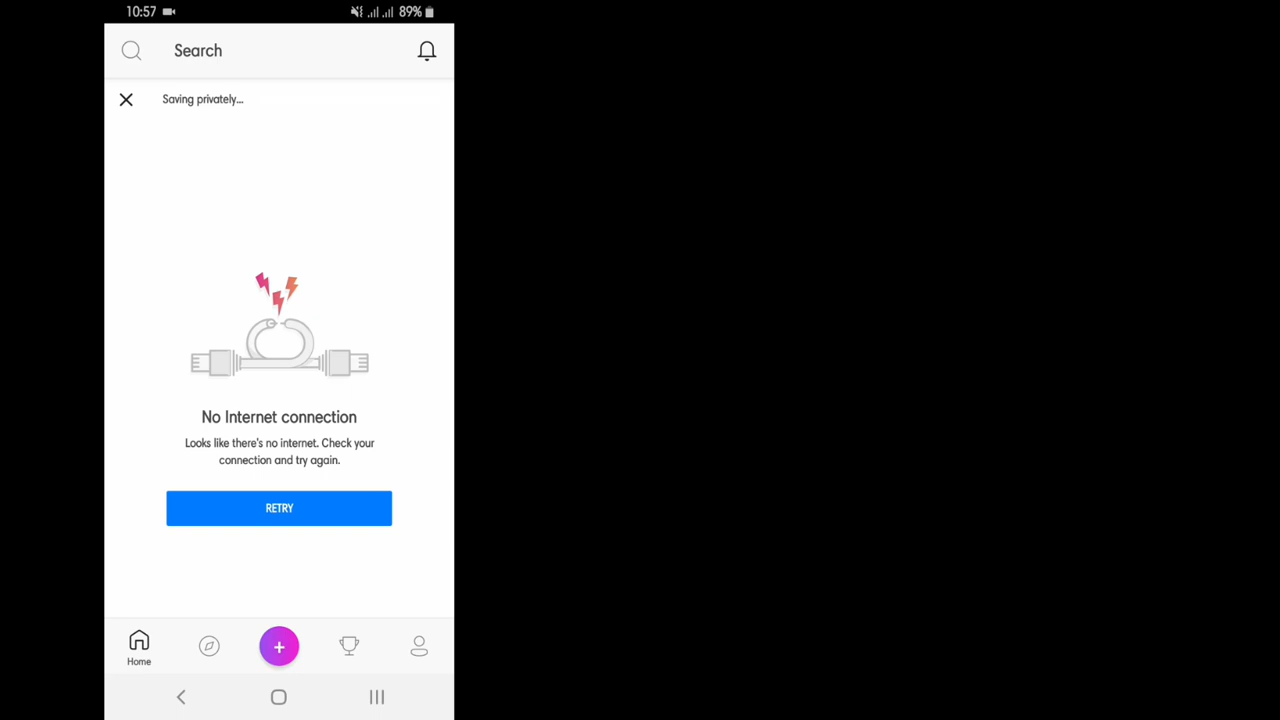 10:57 89%
Search
Saving privately...
No Internet connection
Looks like there's no internet. Check your
connection and try again.
RETRY
Home